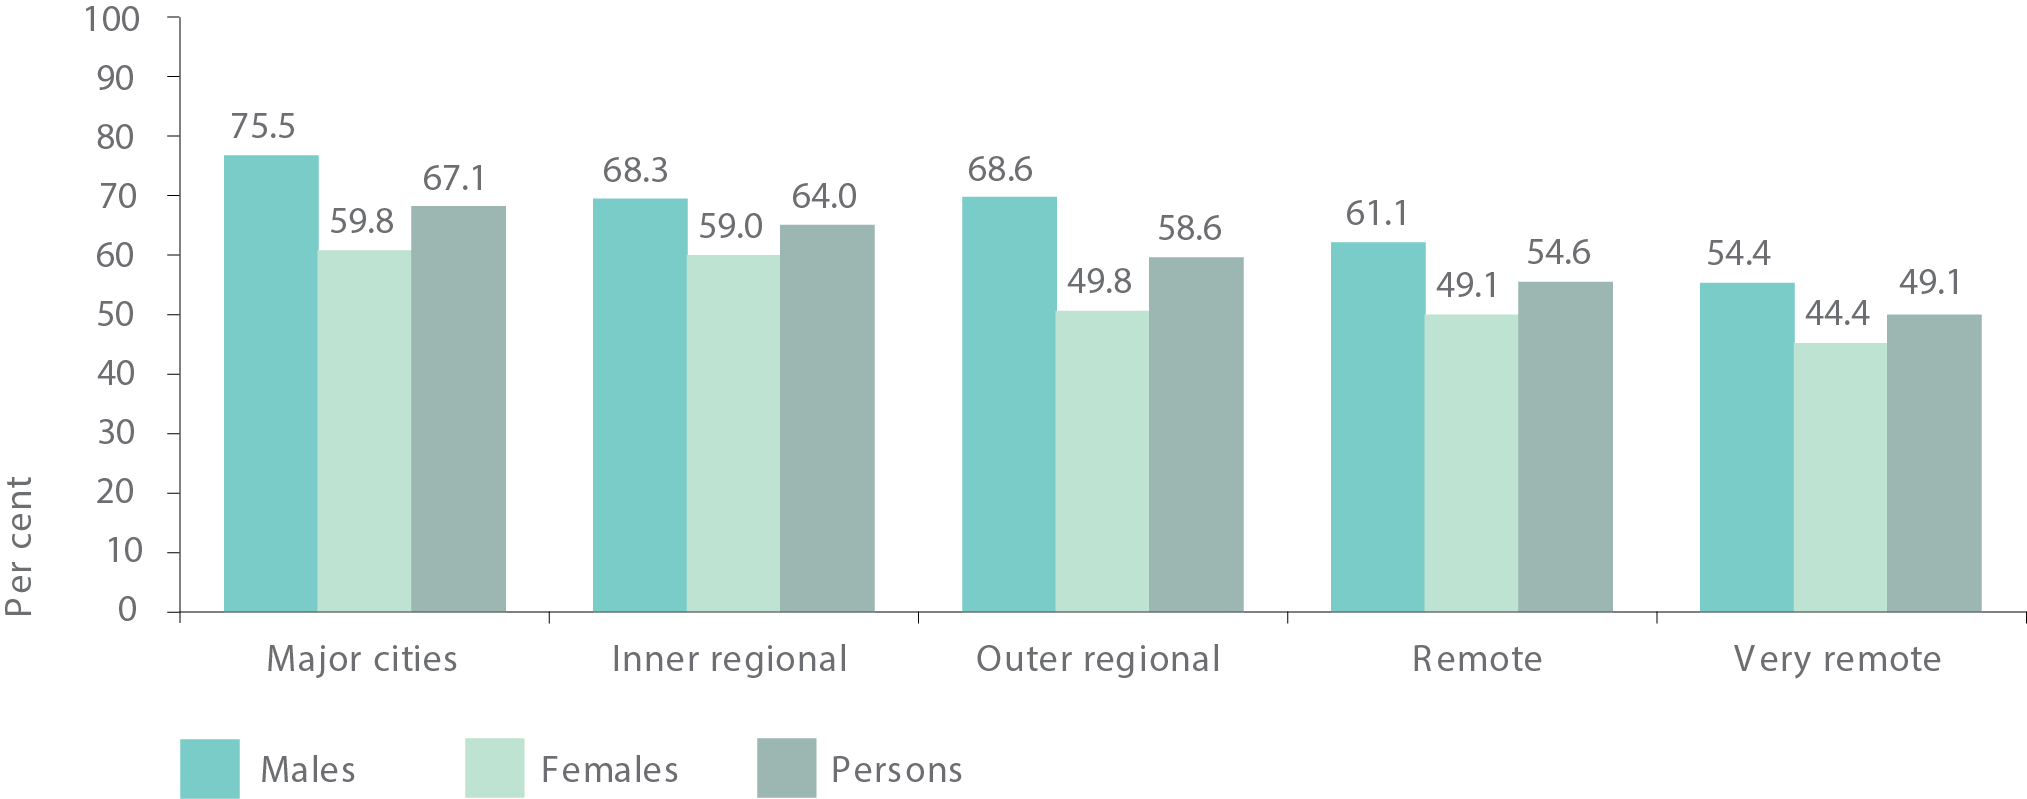 100
90
80
70
60
50
40
30
20
10
0
Per cent
75.5 59.8 67.1
68.3 59.0 64.0
68.6 49.8 58.6
61.1 49.1 54.6
54.4 44.4 49.1
Major cities Inner regional Outer regional Remote Very remote
Males Females Persons